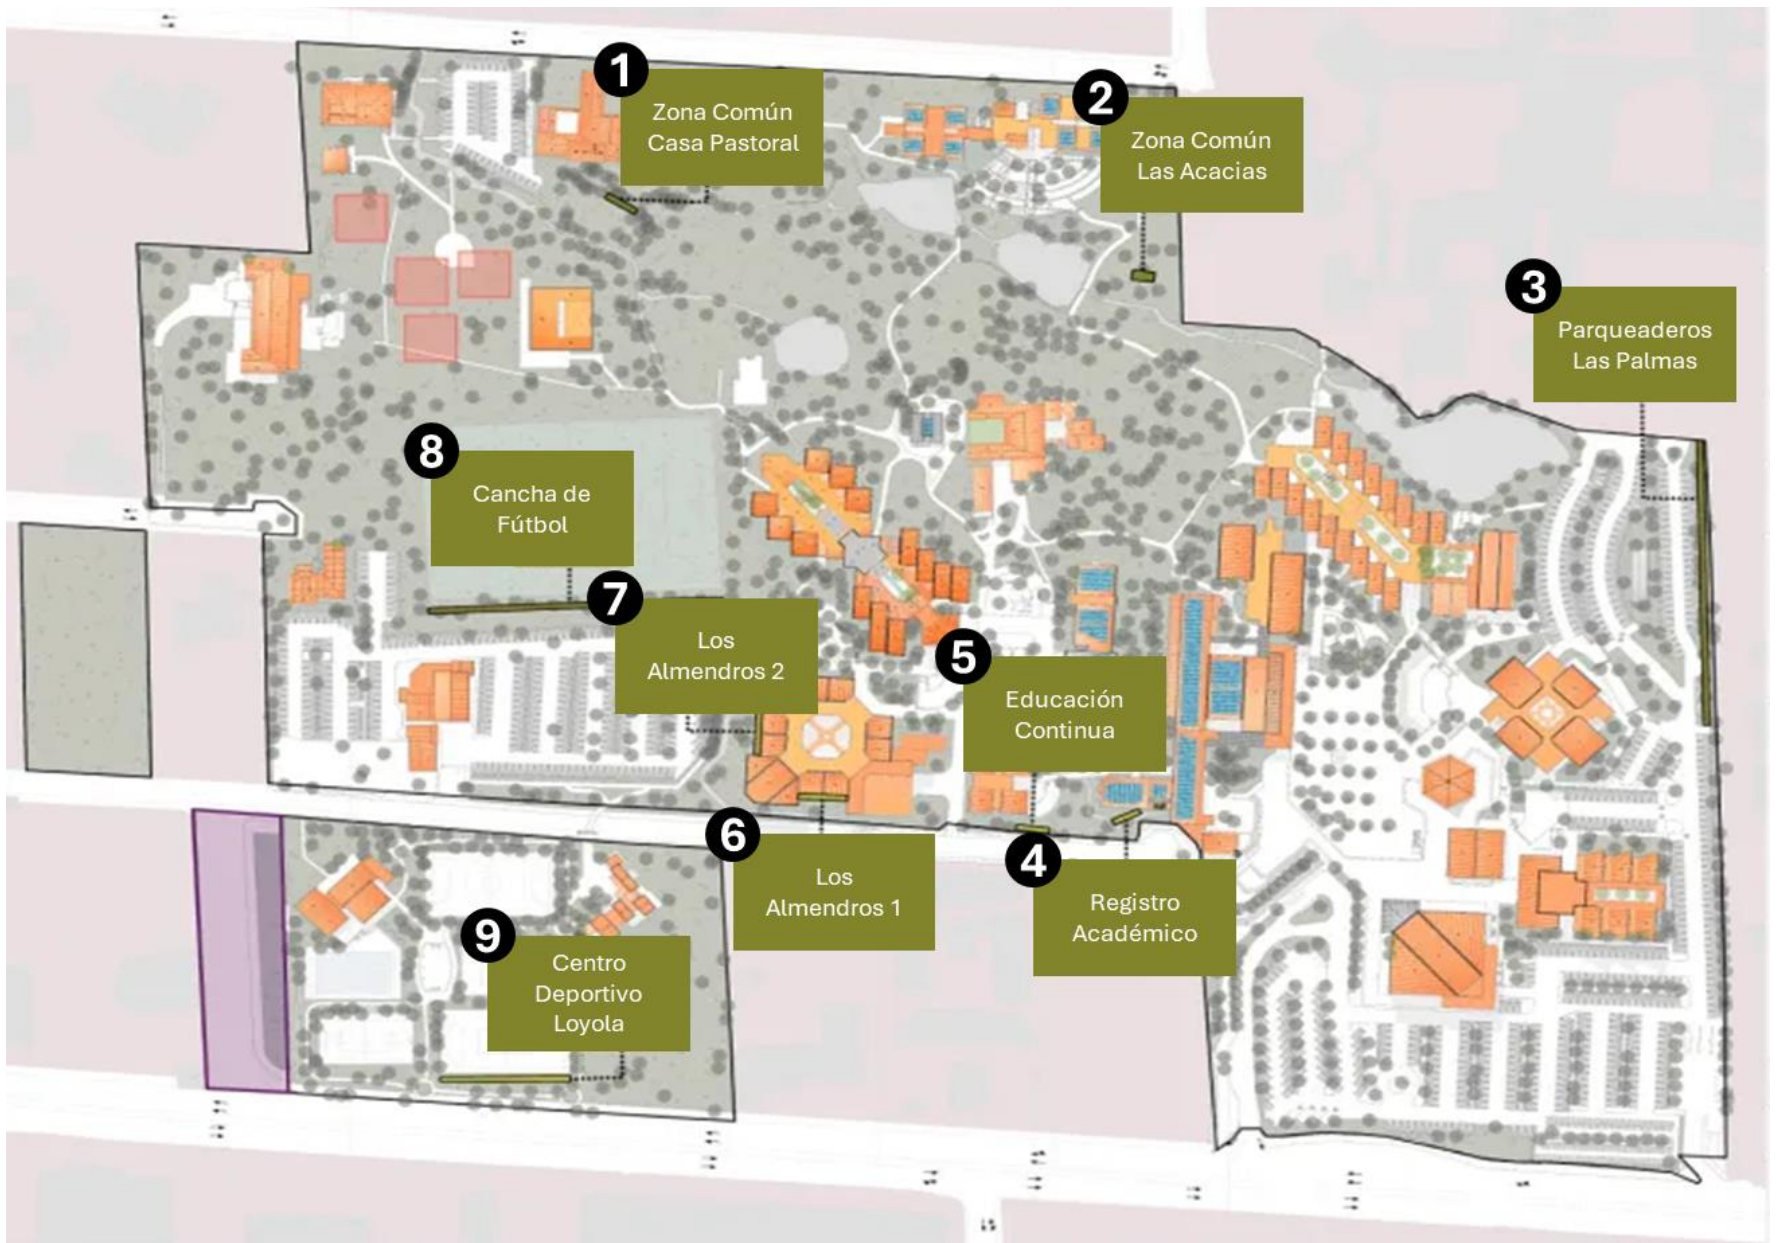 1
Zona Común
Casa Pastoral
2
Zona Común
Las Acacias
3
Parqueaderos
Las Palmas
8
Cancha de
Fútbol
7
Los
Almendros 2
5
Educación
Continua
6
Los
Almendros 1
4
Registro
Académico
9
Centro
Deportivo
Loyola